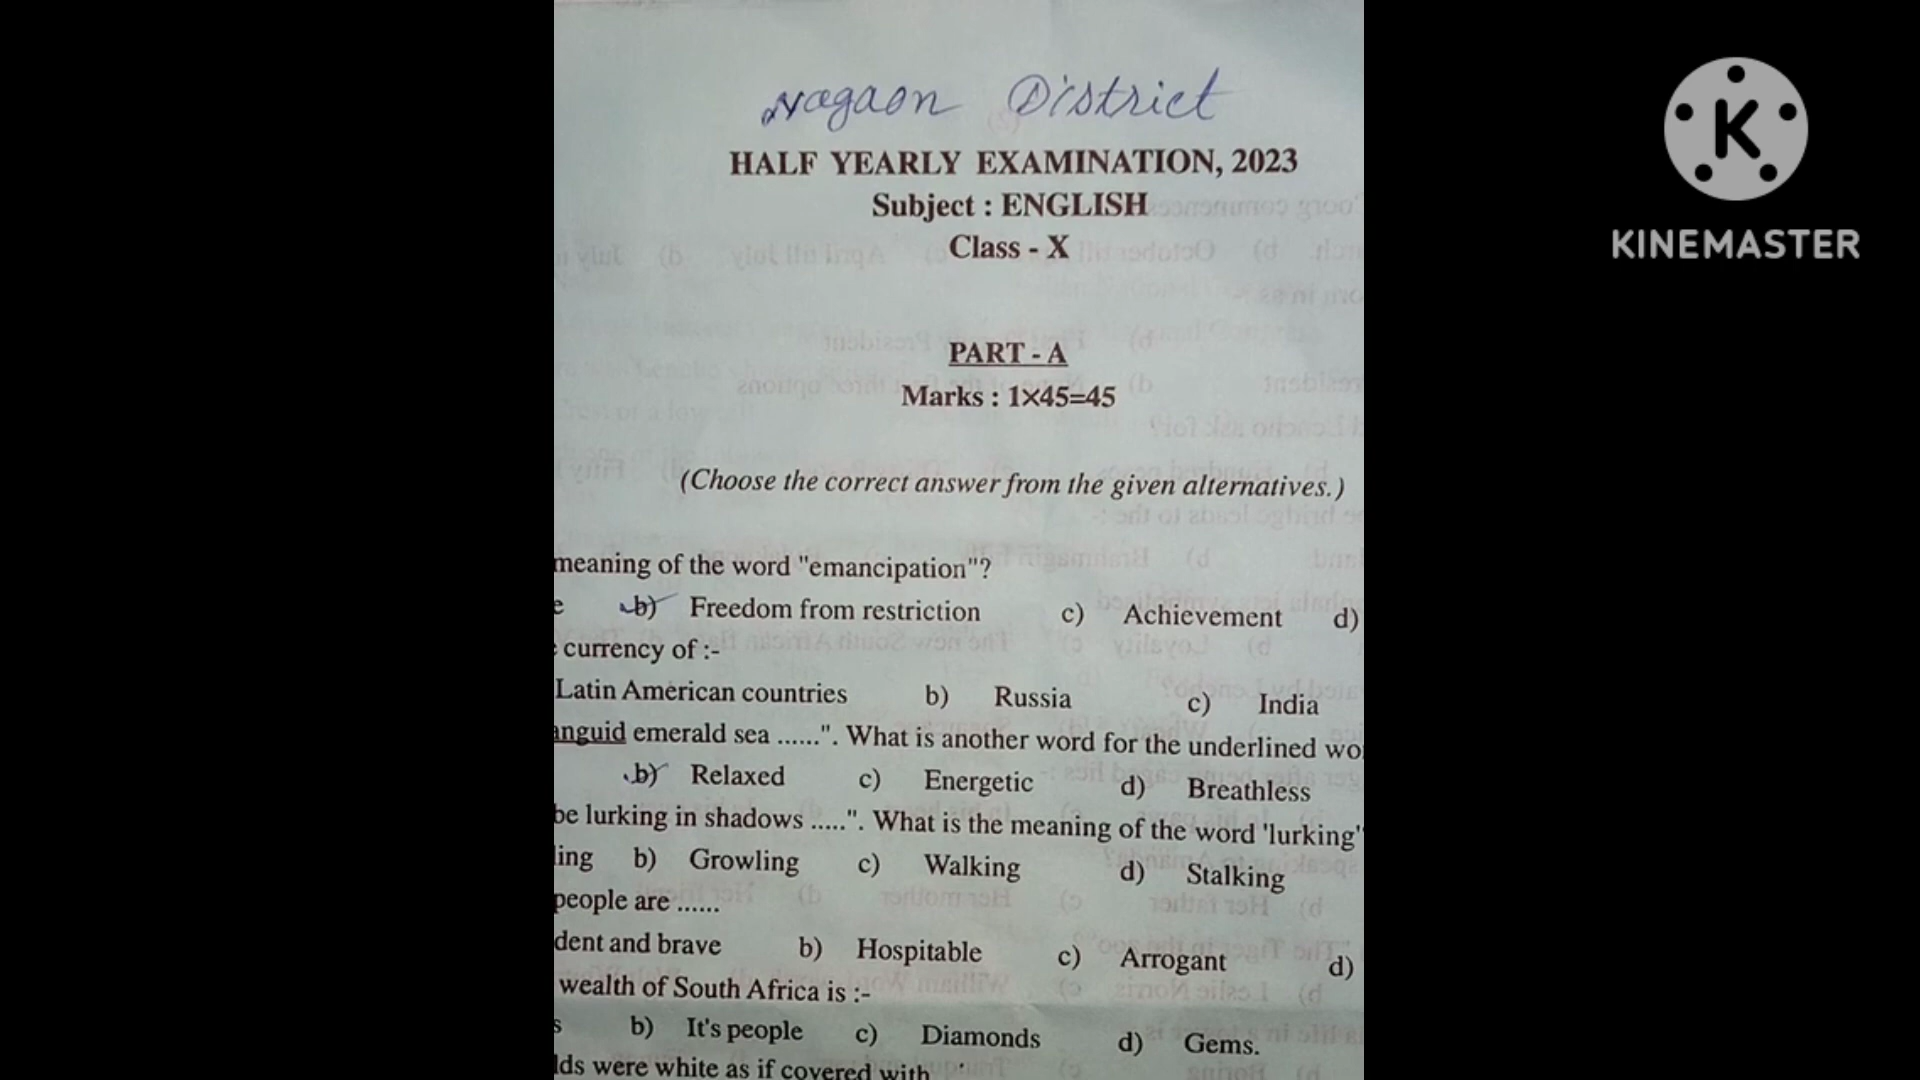 Nagaon District
HALF YEARLY EXAMINATION, 2023
Subject : ENGLISH
Class - X
PART - A
Marks : 1×45=45
(Choose the correct answer from the given alternatives.)
meaning of the word "emancipation"?
e b) Freedom from restriction c) Achievement d)
currency of :-
Latin American countries b) Russia c) India
anguid emerald sea ......". What is another word for the underlined wo
b) Relaxed c) Energetic d) Breathless
be lurking in shadows .....". What is the meaning of the word 'lurking'
ing b) Growling c) Walking d) Stalking
people are ......
dent and brave b) Hospitable c) Arrogant d)
wealth of South Africa is :-
s b) It's people c) Diamonds d) Gems.
lds were white as if covered with
KINEMASTER